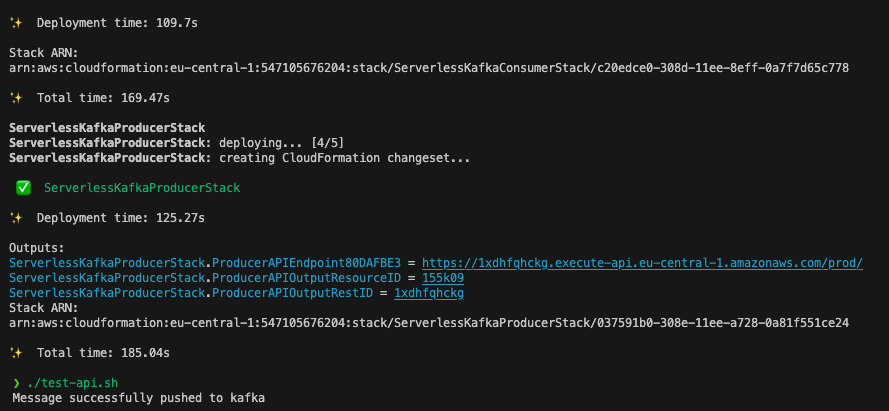 ✨  Deployment time: 109.7s
Stack ARN:
arn:aws:cloudformation:eu-central-1:547105676204:stack/ServerlessKafkaConsumerStack/c20edce0-308d-11ee-8eff-0a7f7d65c778
✨  Total time: 169.47s
ServerlessKafkaProducerStack
ServerlessKafkaProducerStack: deploying... [4/5]
ServerlessKafkaProducerStack: creating CloudFormation changeset...
✅  ServerlessKafkaProducerStack
✨  Deployment time: 125.27s
Outputs:
ServerlessKafkaProducerStack.ProducerAPIEndpoint80DAFBE3 = https://1xdhfqhckg.execute-api.eu-central-1.amazonaws.com/prod/
ServerlessKafkaProducerStack.ProducerAPIOutputResourceID = 155k09
ServerlessKafkaProducerStack.ProducerAPIOutputRestID = 1xdhfqhckg
Stack ARN:
arn:aws:cloudformation:eu-central-1:547105676204:stack/ServerlessKafkaProducerStack/037591b0-308e-11ee-a728-0a81f551ce24
✨  Total time: 185.04s
❯ ./test-api.sh
Message successfully pushed to kafka